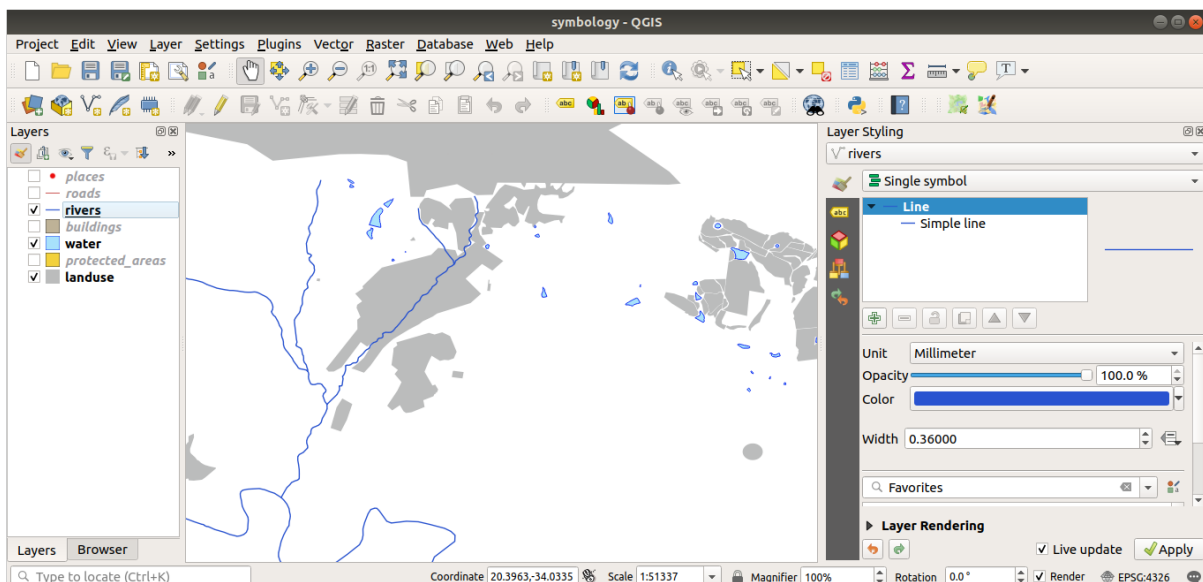 symbology - QGIS
Project Edit View Layer Settings Plugins Vector Raster Database Web Help
Layers
places
roads
rivers
buildings
water
protected_areas
landuse
Layers Browser
Layer Styling
rivers
Single symbol
Line
Simple line
Unit Millimeter
Opacity 100.0 %
Color
Width 0.36000
Favorites
Layer Rendering
Live update Apply
Type to locate (Ctrl+K) Coordinate 20.3963,-34.0335 Scale 1:51337 Magnifier 100% Rotation 0.0° Render EPSG:4326